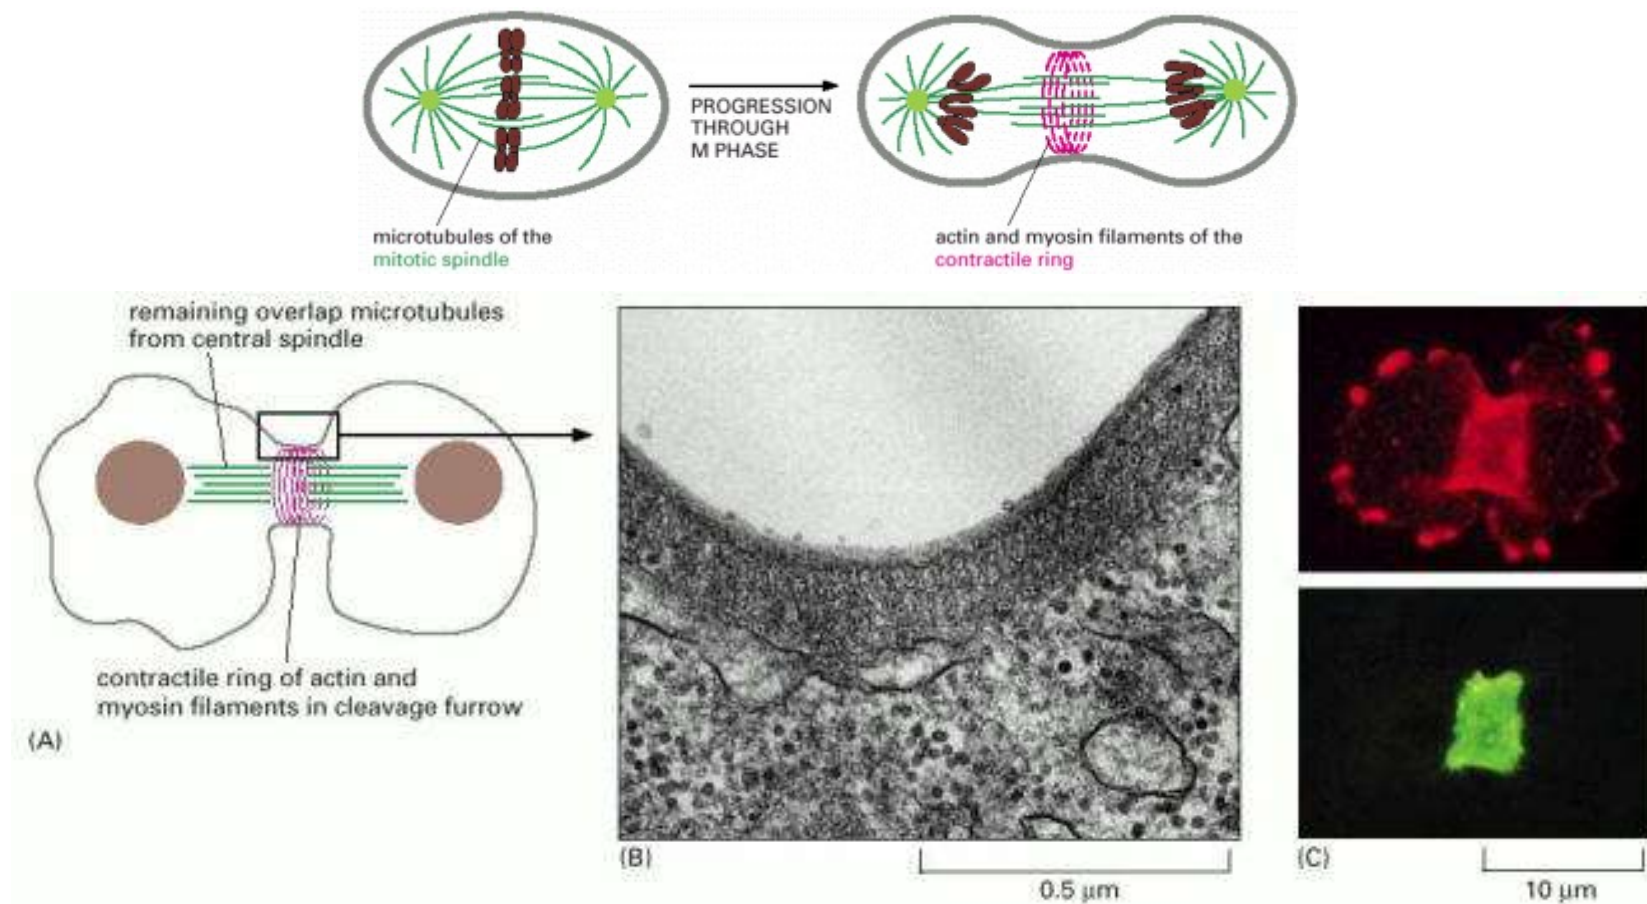 PROGRESSION
THROUGH
M PHASE
microtubules of the
mitotic spindle
actin and myosin filaments of the
contractile ring
remaining overlap microtubules
from central spindle
contractile ring of actin and
myosin filaments in cleavage furrow
(A)
(B)
0.5 μm
(C)
10 μm